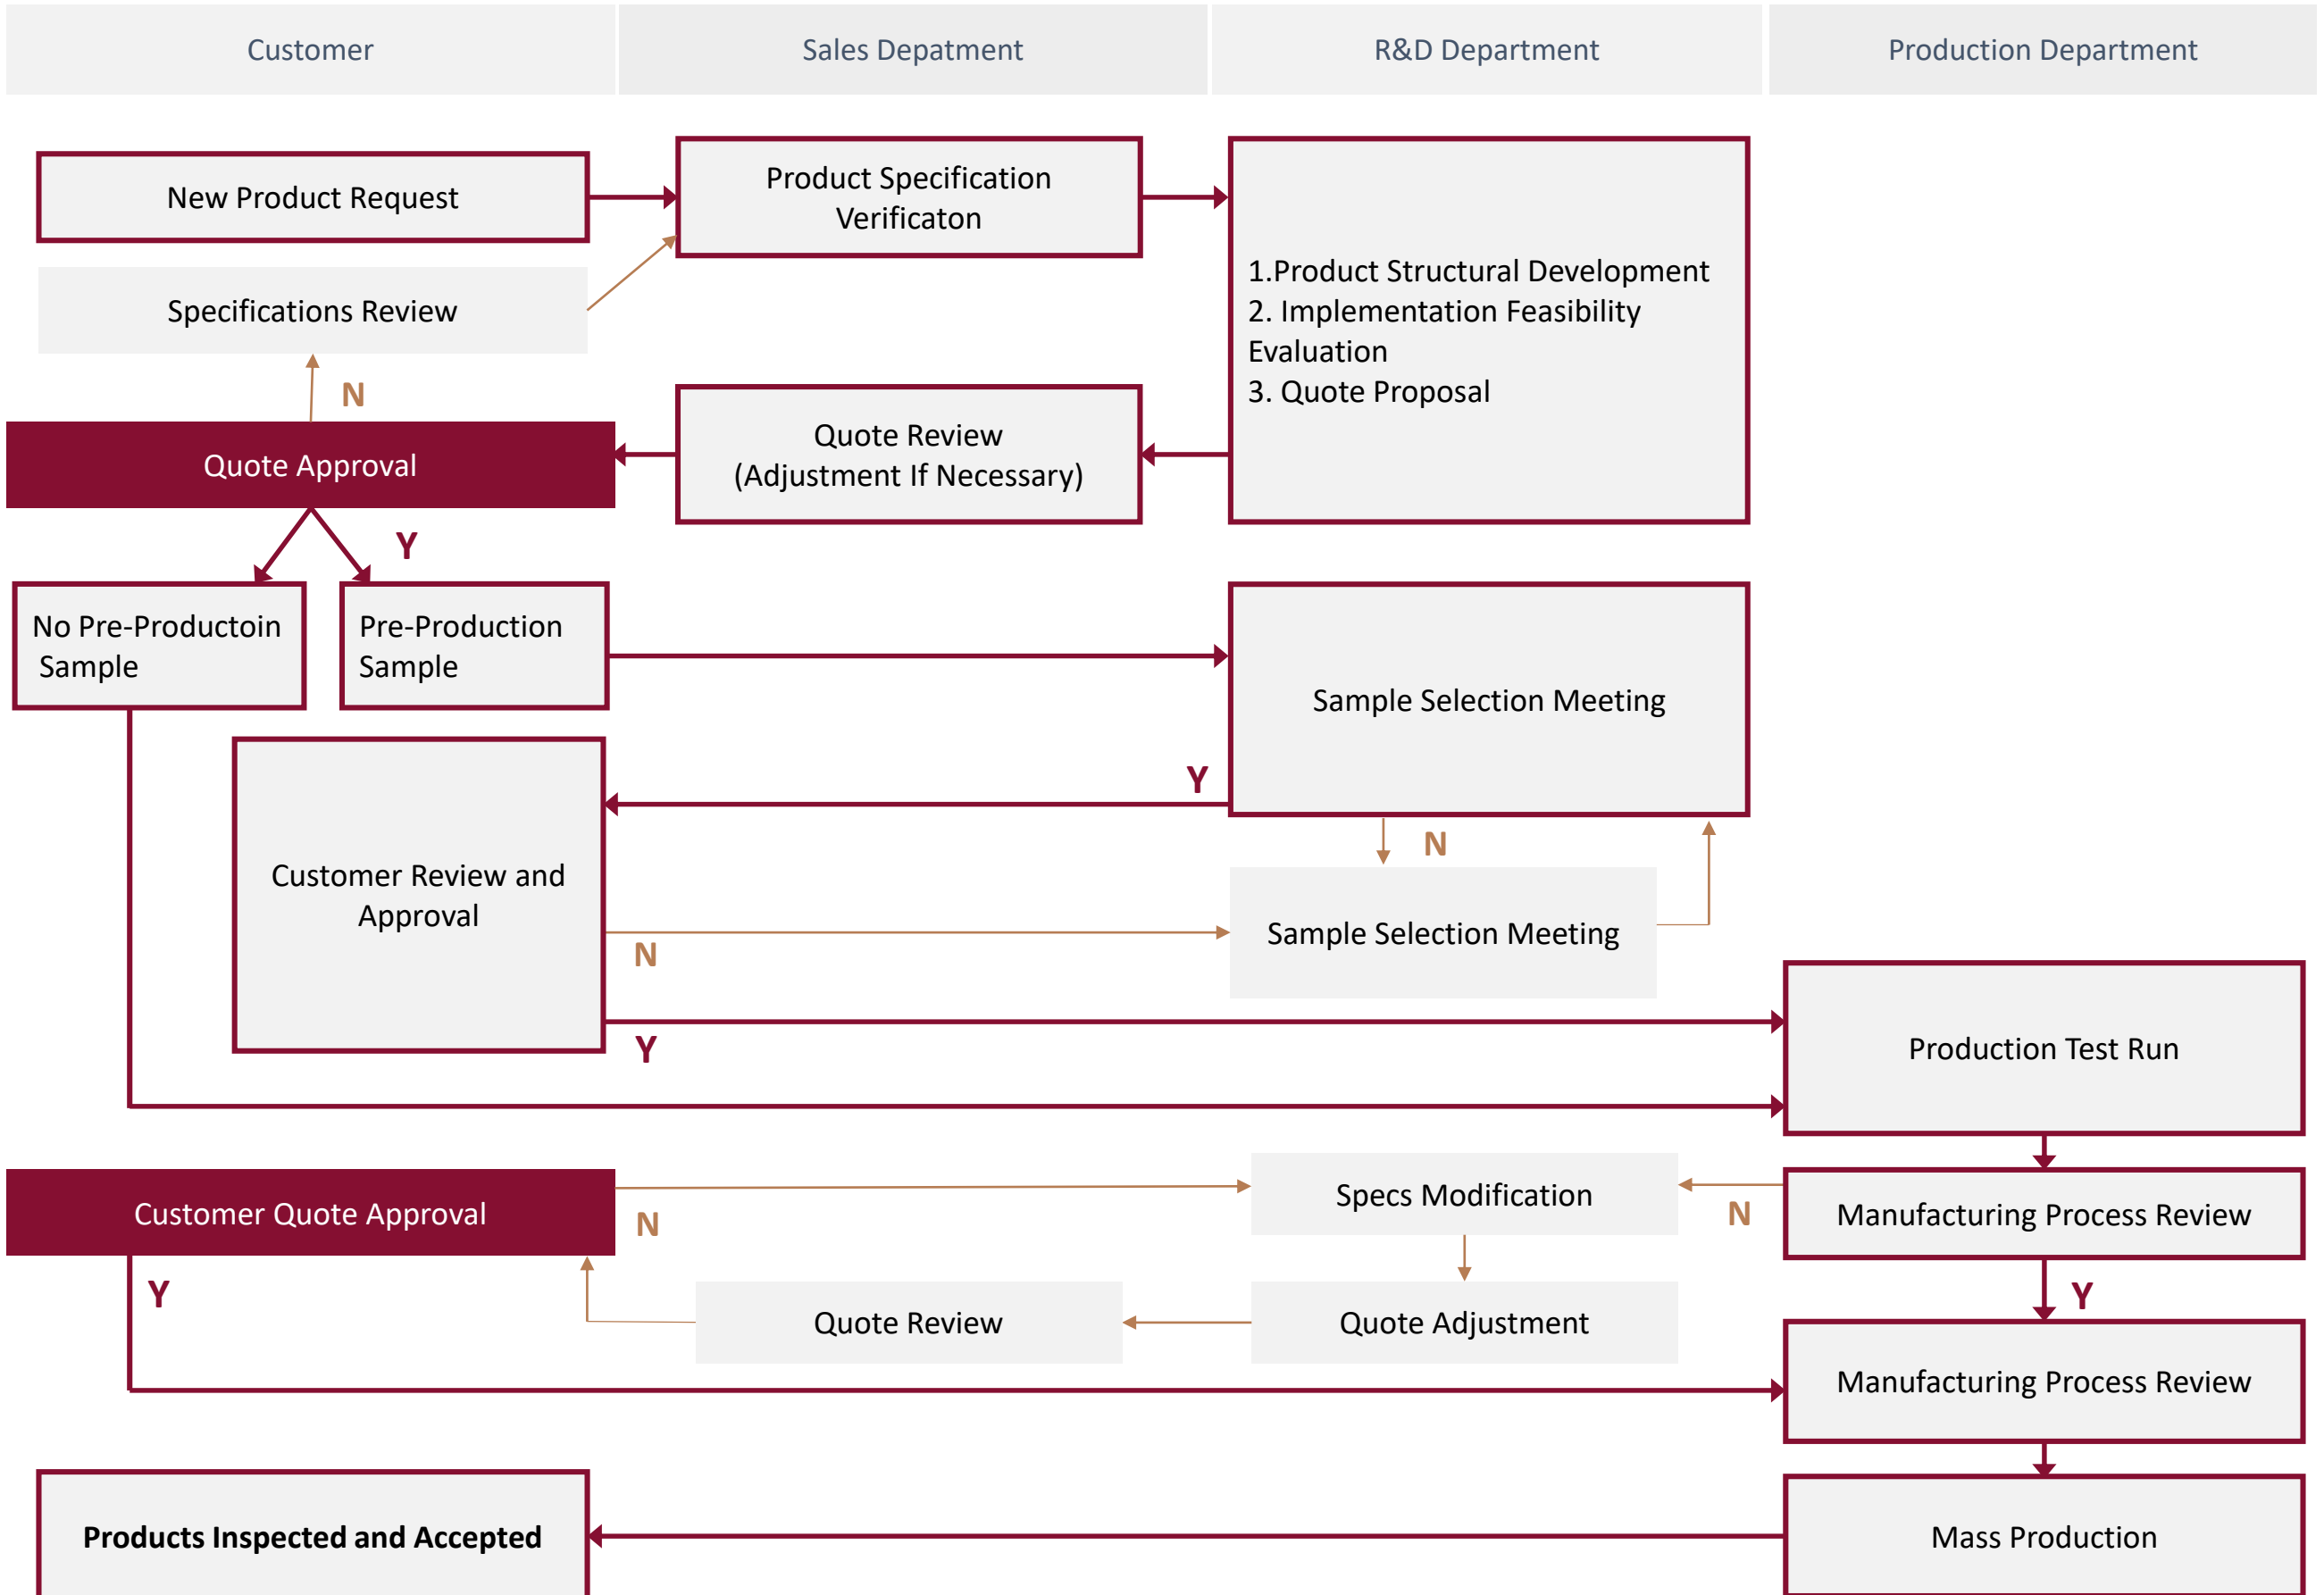 Customer
Sales Depatment
R&D Department
Production Department
New Product Request
Product Specification
Verificaton
1.Product Structural Development
2. Implementation Feasibility
Evaluation
3. Quote Proposal
Specifications Review
N
Quote Approval
Quote Review
(Adjustment If Necessary)
Y
No Pre-Productoin
Sample
Pre-Production
Sample
Sample Selection Meeting
Y
N
Customer Review and
Approval
Sample Selection Meeting
N
Y
Production Test Run
Customer Quote Approval
N
Specs Modification
N
Manufacturing Process Review
Y
Y
Quote Review
Quote Adjustment
Manufacturing Process Review
Products Inspected and Accepted
Mass Production